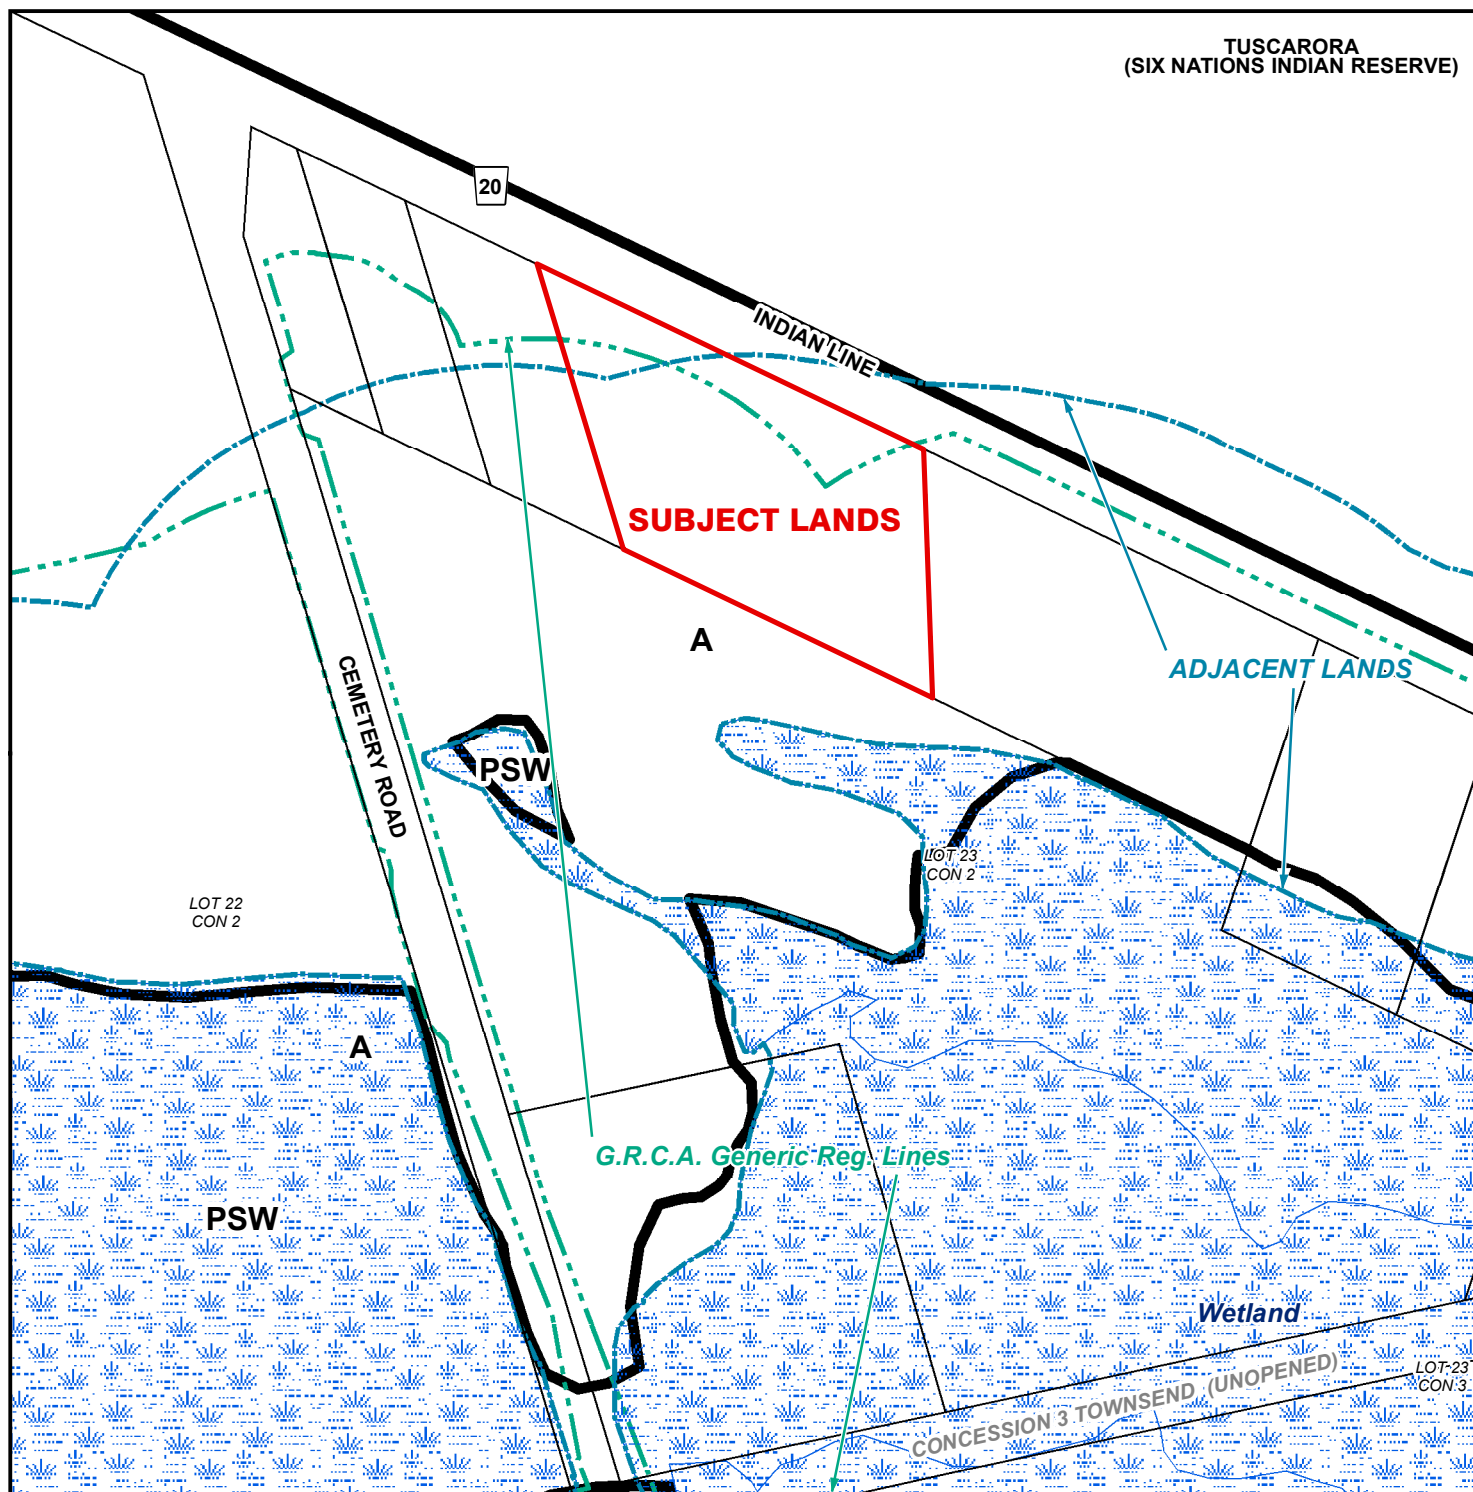 TUSCARORA
(SIX NATIONS INDIAN RESERVE)
20
INDIAN LINE
SUBJECT LANDS
A
ADJACENT LANDS
CEMETERY ROAD
PSW
LOT 23
CON 2
LOT 22
CON 2
A
G.R.C.A. Generic Reg. Lines
PSW
Wetland
CONCESSION 3 TOWNSEND (UNOPENED)
LOT 23
CON 3